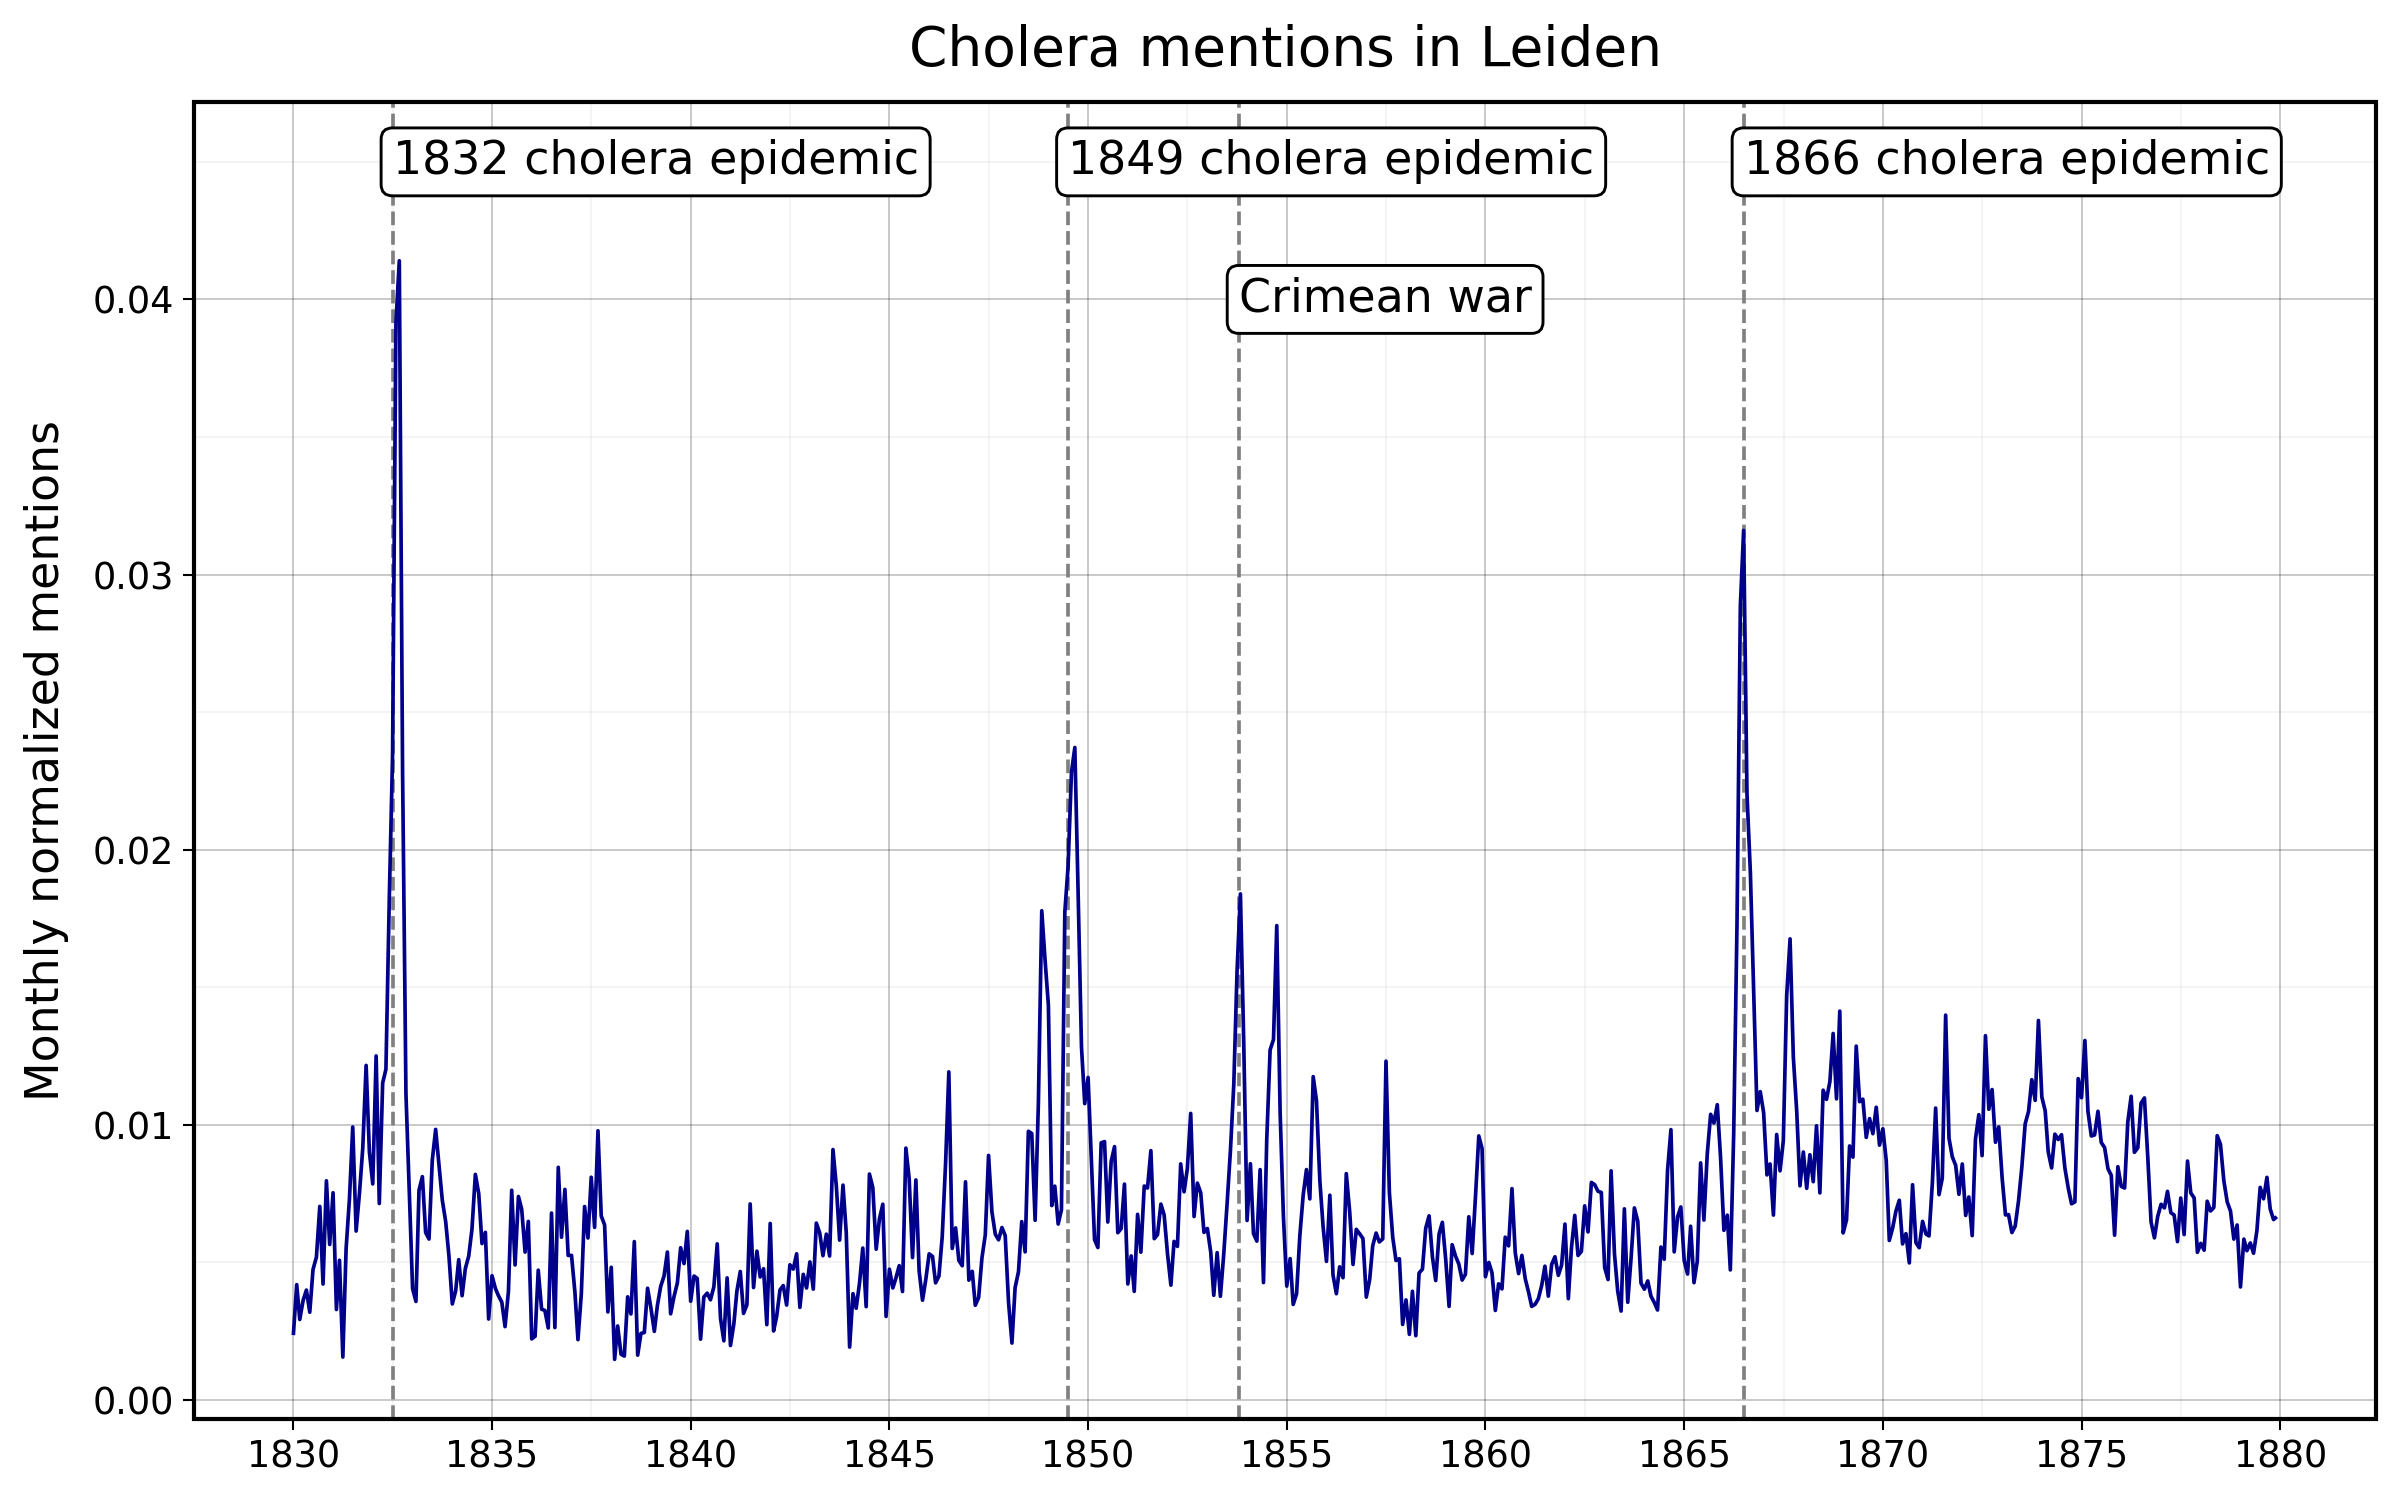 Cholera mentions in Leiden
1832 cholera epidemic
1849 cholera epidemic
1866 cholera epidemic
Crimean war
Monthly normalized mentions
0.04
0.03
0.02
0.01
0.00
1830 1835 1840 1845 1850 1855 1860 1865 1870 1875 1880